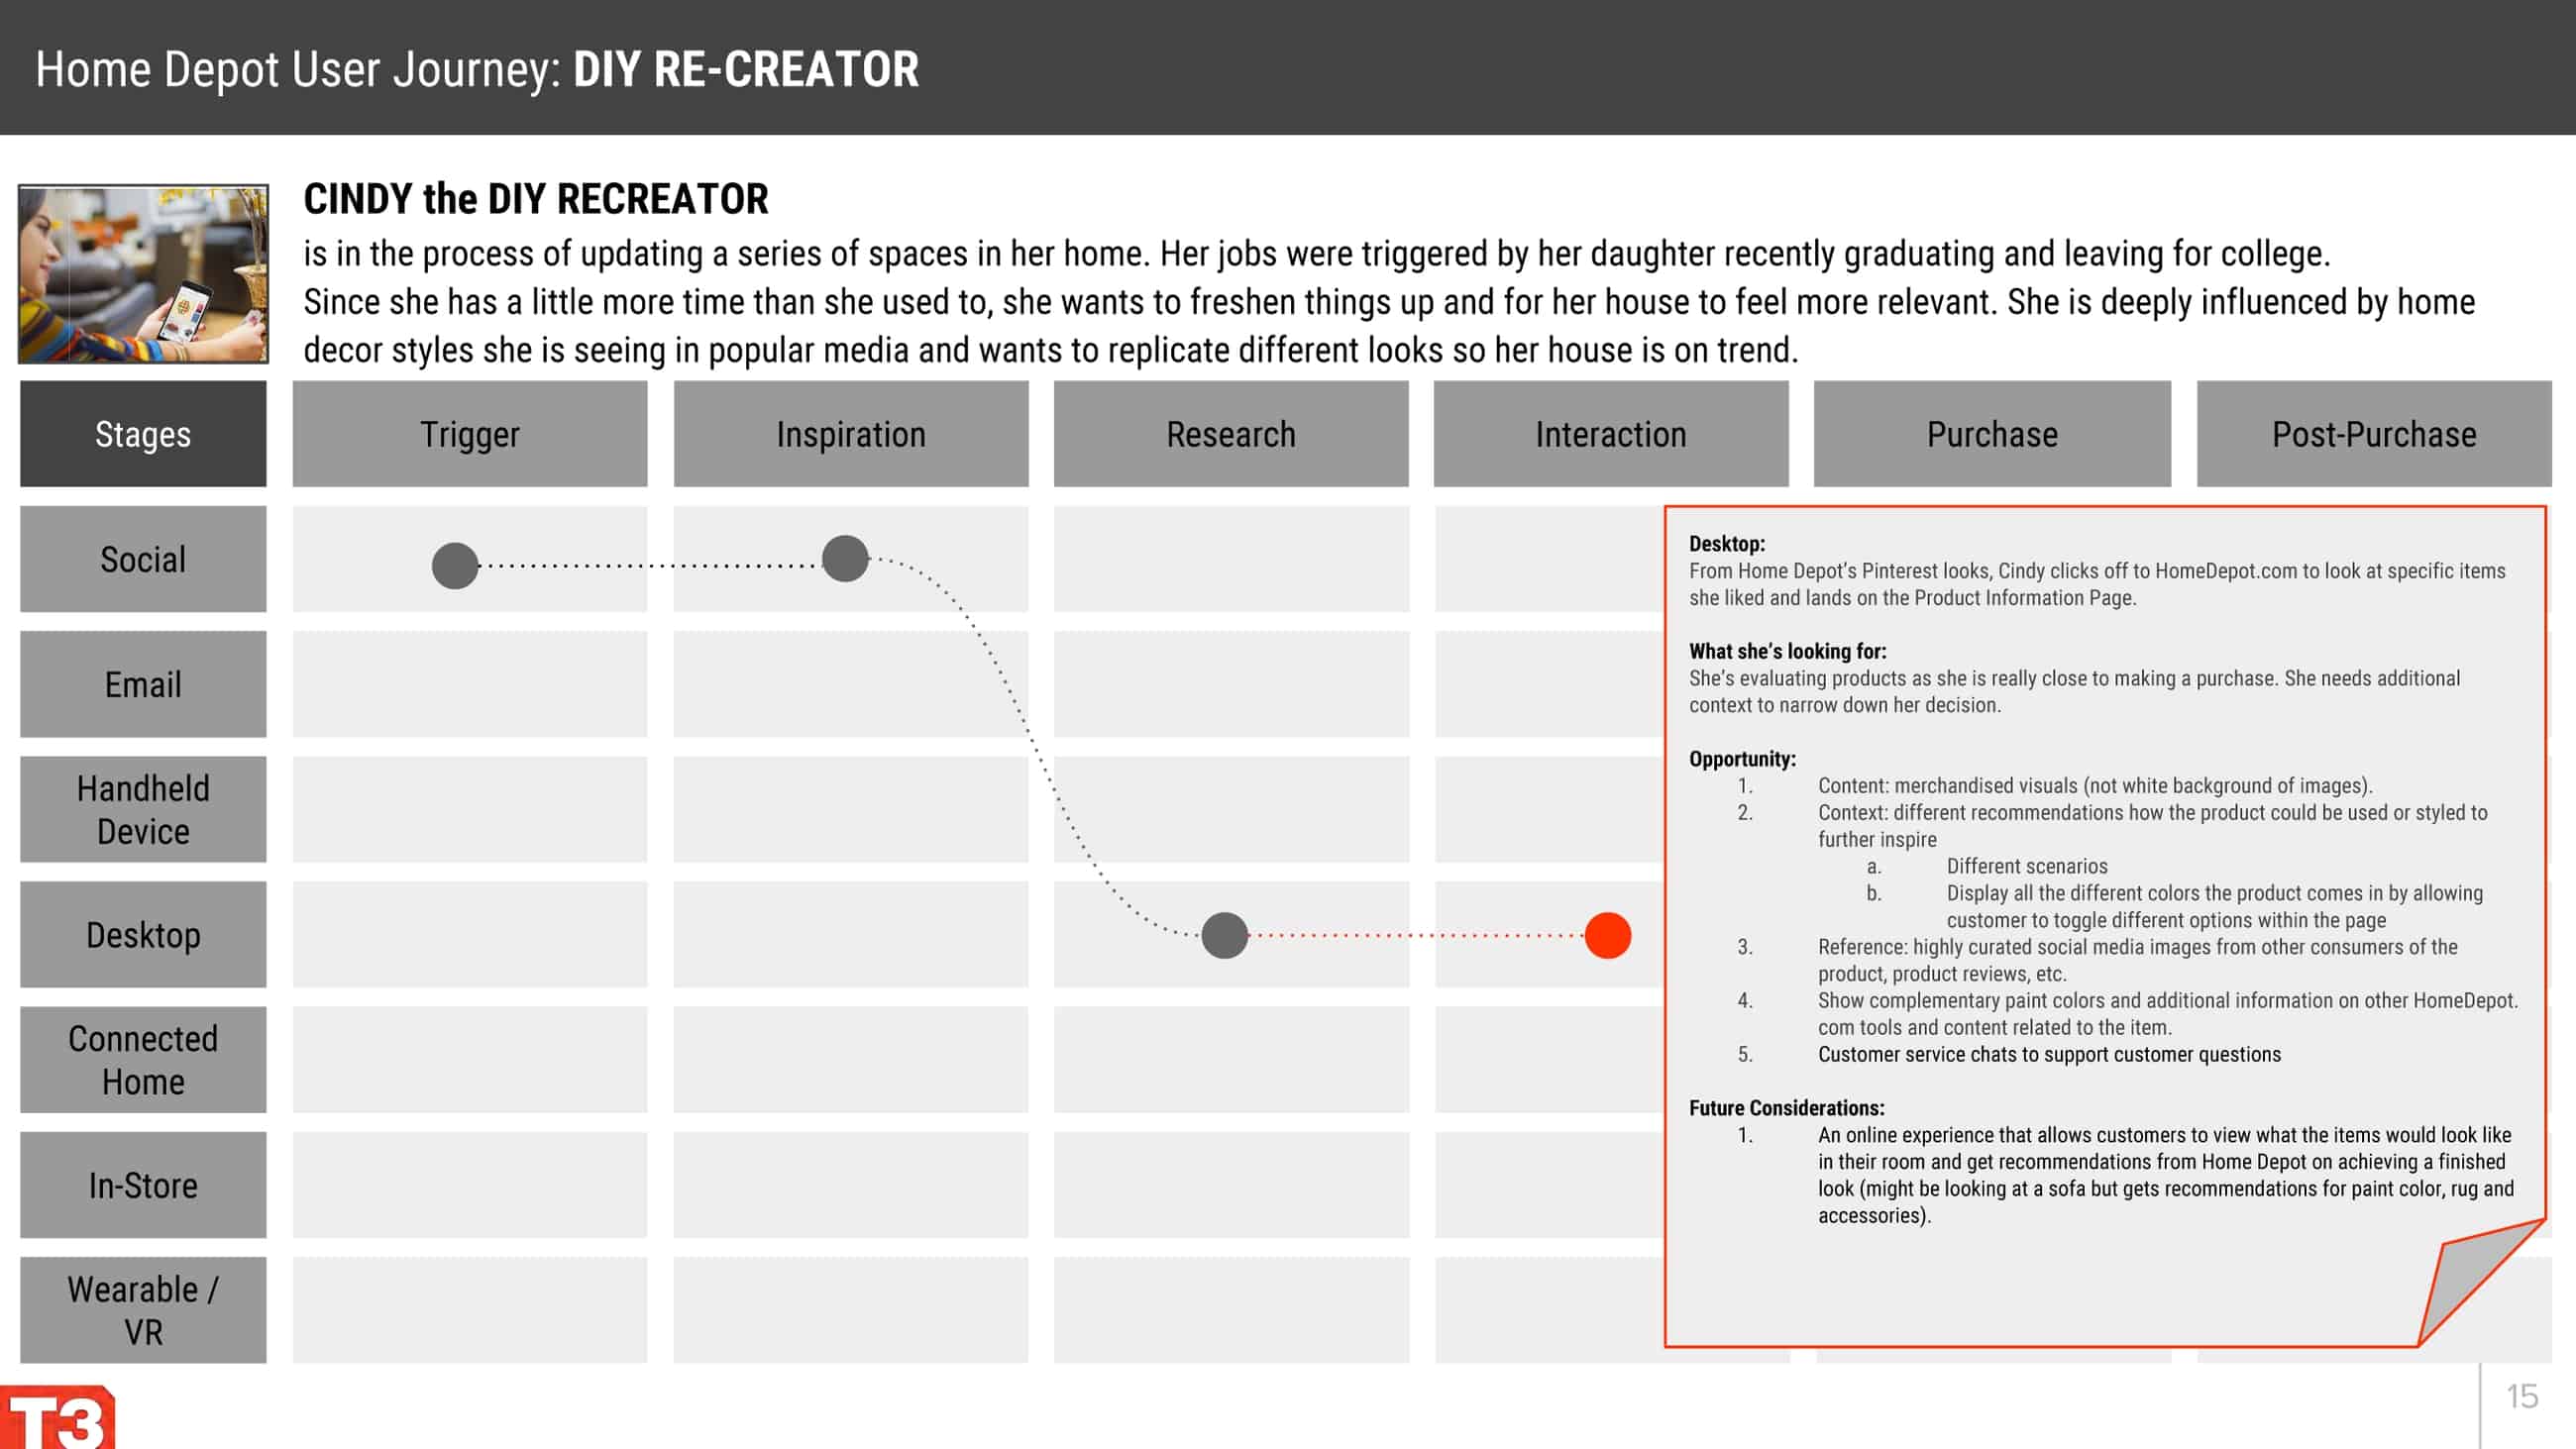 Home Depot User Journey: DIY RE-CREATOR
CINDY the DIY RECREATOR
is in the process of updating a series of spaces in her home. Her jobs were triggered by her daughter recently graduating and leaving for college.
Since she has a little more time than she used to, she wants to freshen things up and for her house to feel more relevant. She is deeply influenced by home
decor styles she is seeing in popular media and wants to replicate different looks so her house is on trend.
Stages
Trigger
Inspiration
Research
Interaction
Purchase
Post-Purchase
Social
Email
Handheld
Device
Desktop
Connected
Home
In-Store
Wearable /
VR
Desktop:
From Home Depot's Pinterest looks, Cindy clicks off to HomeDepot.com to look at specific items
she liked and lands on the Product Information Page.
What she's looking for:
She's evaluating products as she is really close to making a purchase. She needs additional
context to narrow down her decision.
Opportunity:
1. Content: merchandised visuals (not white background of images).
2. Context: different recommendations how the product could be used or styled to
further inspire
a. Different scenarios
b. Display all the different colors the product comes in by allowing
customer to toggle different options within the page
3. Reference: highly curated social media images from other consumers of the
product, product reviews, etc.
4. Show complementary paint colors and additional information on other HomeDepot.
com tools and content related to the item.
5. Customer service chats to support customer questions
Future Considerations:
1. An online experience that allows customers to view what the items would look like
in their room and get recommendations from Home Depot on achieving a finished
look (might be looking at a sofa but gets recommendations for paint color, rug and
accessories).
T3
15